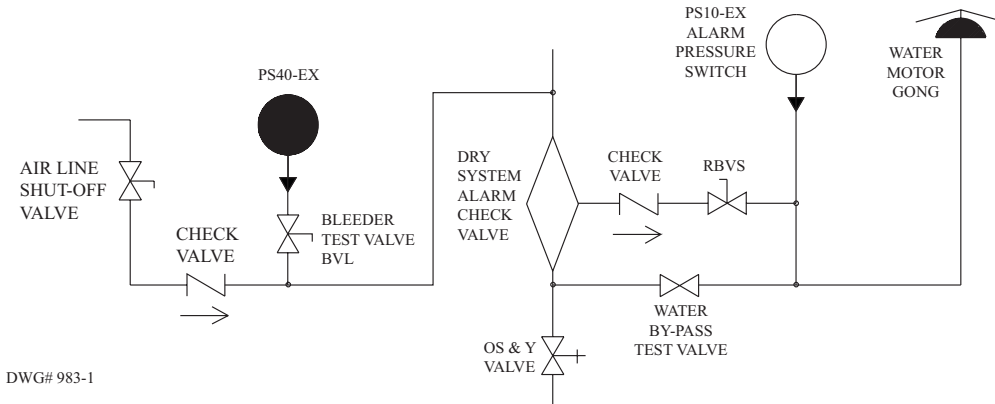 PS10-EX
ALARM
PRESSURE
SWITCH
WATER
MOTOR
GONG
PS40-EX
AIR LINE
SHUT-OFF
VALVE
DRY
SYSTEM
ALARM
CHECK
VALVE
CHECK
VALVE
RBVS
CHECK
VALVE
BLEEDER
TEST VALVE
BVL
WATER
BY-PASS
TEST VALVE
OS & Y
VALVE
DWG# 983-1